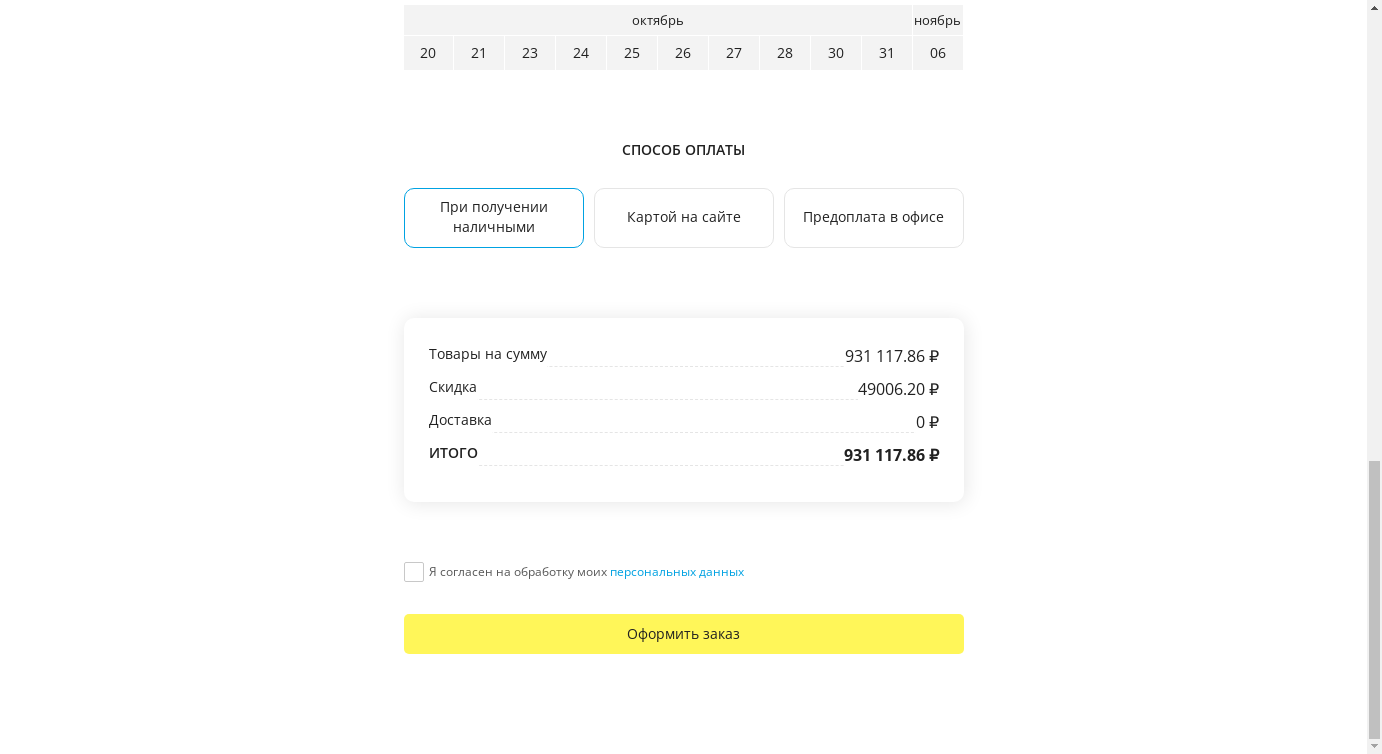 октябрь ноябрь
20 21 23 24 25 26 27 28 30 31 06
СПОСОБ ОПЛАТЫ
При получении
наличными
Картой на сайте
Предоплата в офисе
Товары на сумму 931 117.86 ₽
Скидка 49006.20 ₽
Доставка 0 ₽
ИТОГО 931 117.86 ₽
Я согласен на обработку моих персональных данных
Оформить заказ